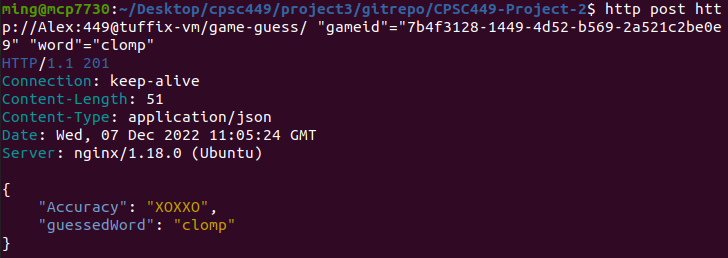 ming@mcp7730:~/Desktop/cpsc449/project3/gitrepo/CPSC449-Project-2$ http post htt
p://Alex:449@tuffix-vm/game-guess/ "gameid"="7b4f3128-1449-4d52-b569-2a521c2be0e
9" "word"="clomp"
HTTP/1.1 201
Connection: keep-alive
Content-Length: 51
Content-Type: application/json
Date: Wed, 07 Dec 2022 11:05:24 GMT
Server: nginx/1.18.0 (Ubuntu)
{
"Accuracy": "XOXXO",
"guessedWord": "clomp"
}